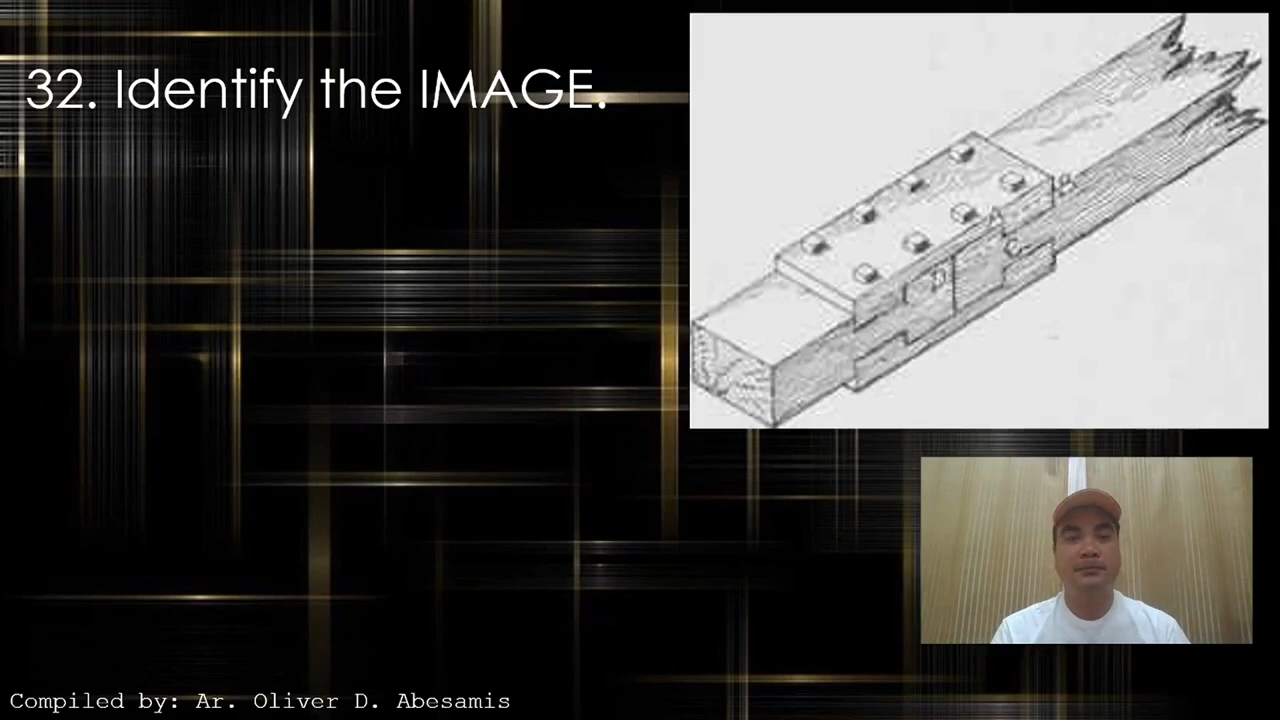 32. Identify the IMAGE.
Compiled by: Ar. Oliver D. Abesamis